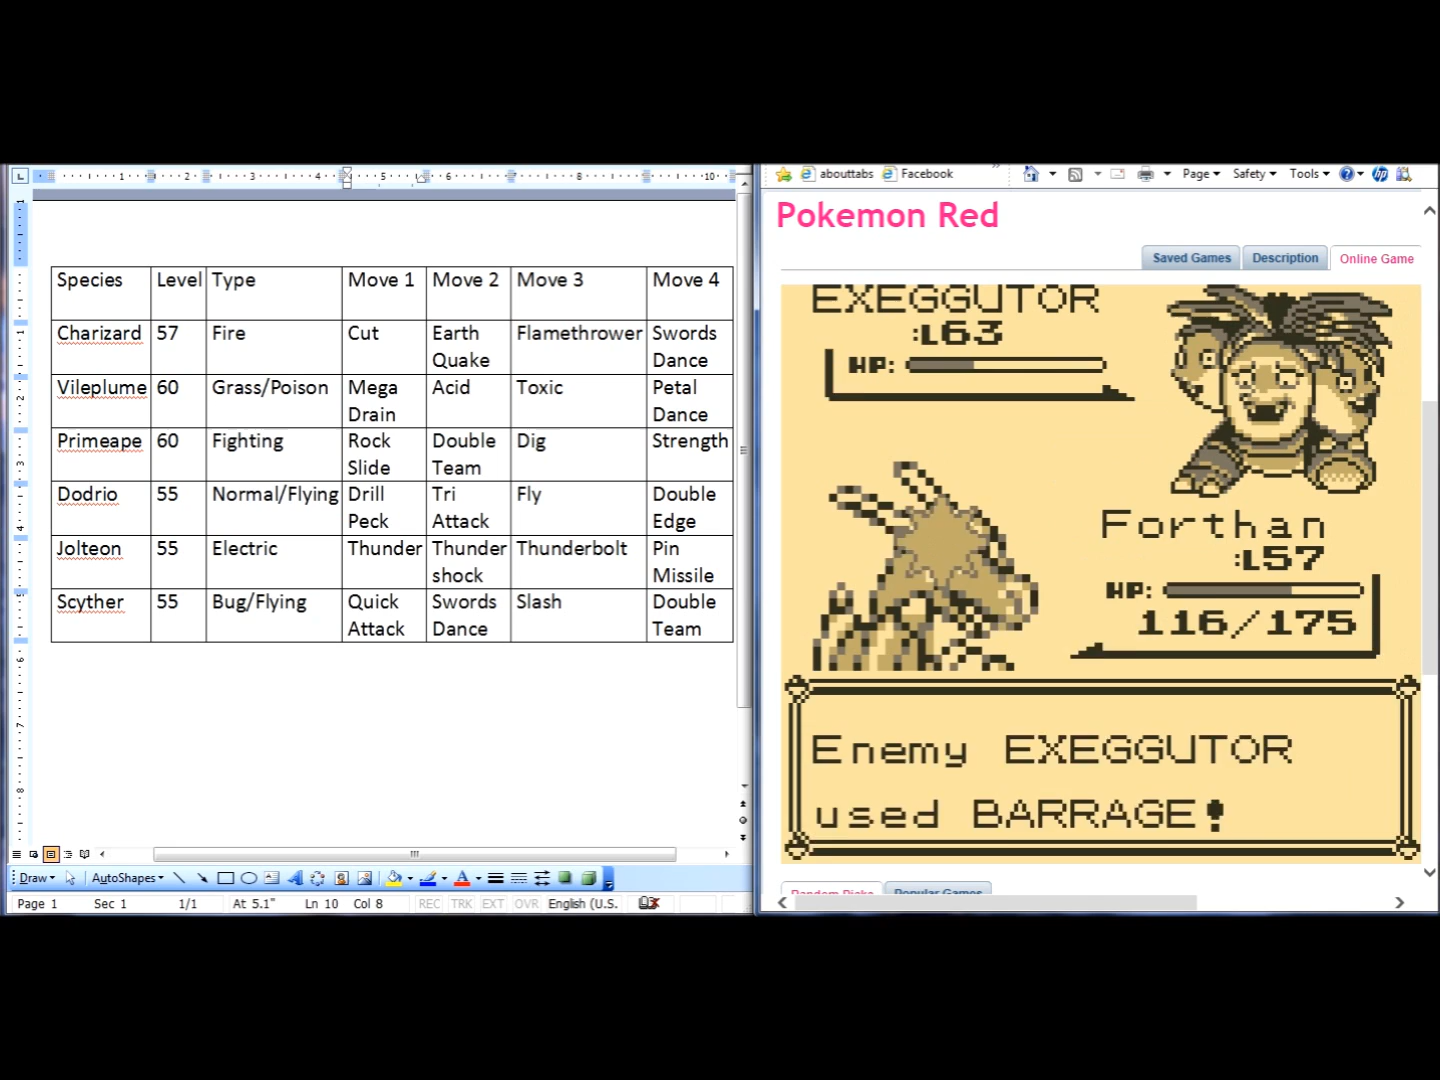 Species Level Type Move 1 Move 2 Move 3 Move 4
Charizard 57 Fire Cut Earth Quake Flamethrower Swords Dance
Vileplume 60 Grass/Poison Mega Drain Acid Toxic Petal Dance
Primeape 60 Fighting Rock Slide Double Team Dig Strength
Dodrio 55 Normal/Flying Drill Peck Tri Attack Fly Double Edge
Jolteon 55 Electric Thunder Thunder shock Thunderbolt Pin Missile
Scyther 55 Bug/Flying Quick Attack Swords Dance Slash Double Team
Draw AutoShapes
Page 1 Sec 1 1/1 At 5.1" Ln 10 Col 8 REC TRK EXT OVR English (U.S.
abouttabs Facebook Page Safety Tools
Pokemon Red
Saved Games Description Online Game
EXEGGUTOR
:L63
HP:
Forthan
:L57
HP:
116/175
Enemy EXEGGUTOR
used BARRAGE!
Random Picks Popular Games